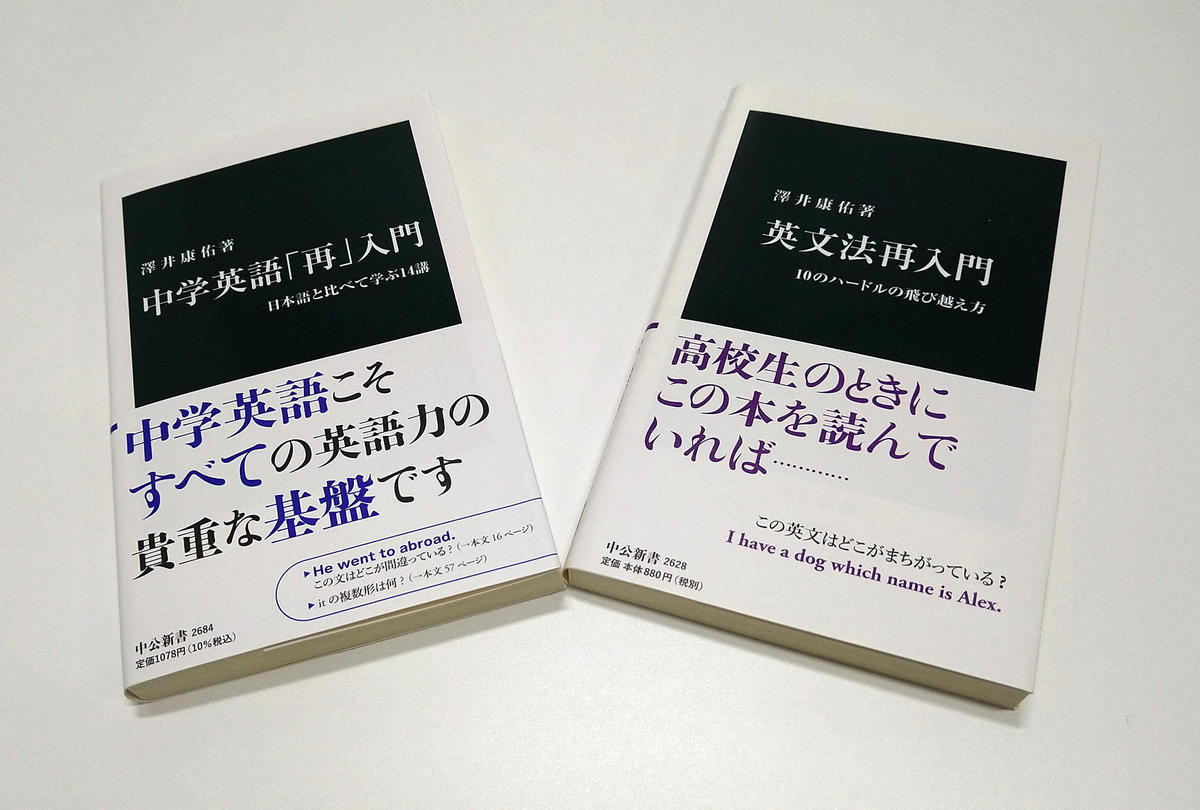 澤井康佑著
中学英語「再」入門
日本語と比べて学ぶ14講
中学英語こそ
すべての英語力の
貴重な基盤です
▶He went to abroad.
この文はどこが間違っている？（→本文16ページ）
▶itの複数形は何？（→本文57ページ）
中公新書 2684
定価1078円（10％税込）
澤井康佑著
英文法再入門
10のハードルの飛び越え方
高校生のときに
この本を読んで
いれば…………
この英文はどこがまちがっている？
I have a dog which name is Alex.
中公新書 2628
定価 本体880円（税別）